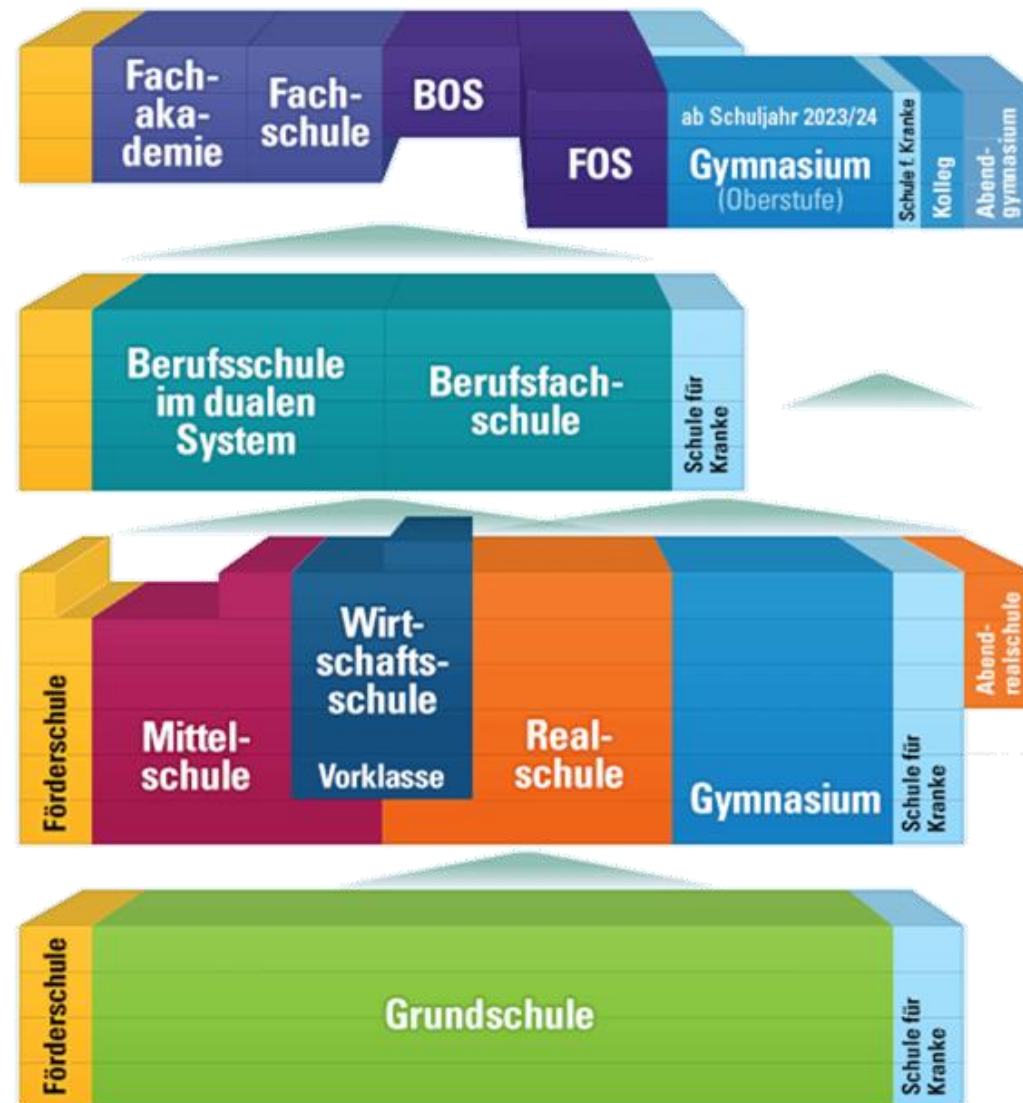 Fach-
aka-
demie
Fach-
schule
BOS
FOS
ab Schuljahr 2023/24
Gymnasium
(Oberstufe)
Schule f. Kranke
Kolleg
Abend-
gymnasium
Berufsschule
im dualen
System
Berufsfach-
schule
Schule für
Kranke
Förderschule
Mittel-
schule
Wirt-
schafts-
schule
Vorklasse
Real-
schule
Gymnasium
Schule für
Kranke
Abend-
realschule
Förderschule
Grundschule
Schule für
Kranke